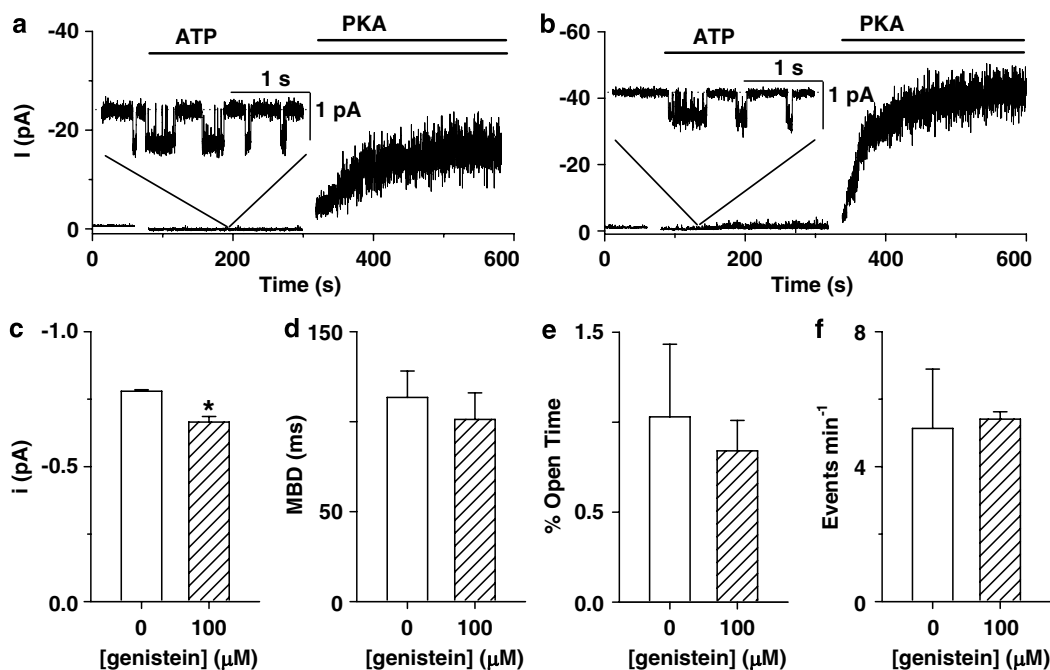 a
PKA
ATP
1 s
1 pA
I (pA)
-40
-20
0
0
200
400
600
Time (s)
b
PKA
ATP
1 s
1 pA
-60
-40
-20
0
0
200
400
600
Time (s)
c
i (pA)
-1.0
-0.5
0.0
*
0
100
[genistein] (μM)
d
MBD (ms)
150
50
0
0
100
[genistein] (μM)
e
% Open Time
1.5
0.5
0.0
0
100
[genistein] (μM)
f
Events min⁻¹
8
4
0
0
100
[genistein] (μM)